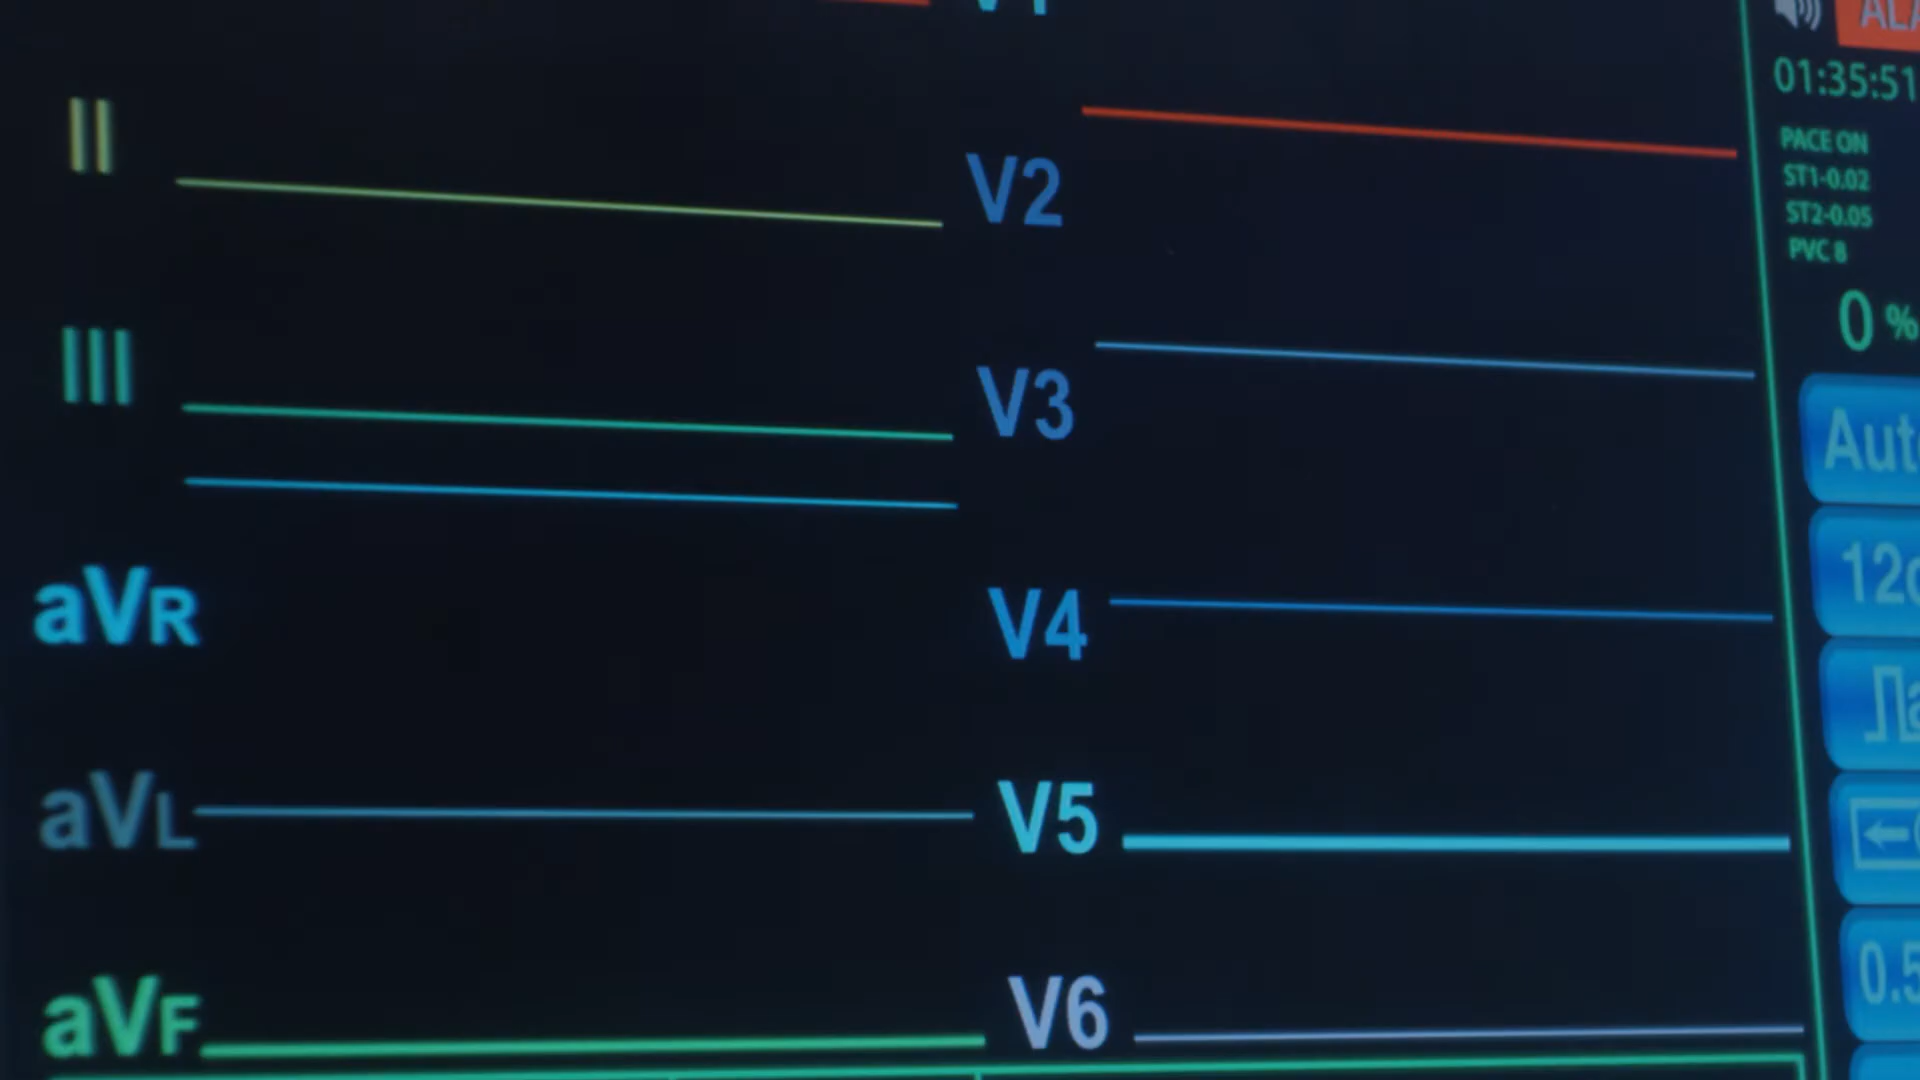 V1
II
V2
III
V3
aVR
V4
aVL
V5
aVF
V6
01:35:51
PACE ON
ST1-0.02
ST2-0.05
PVC 8
0 %